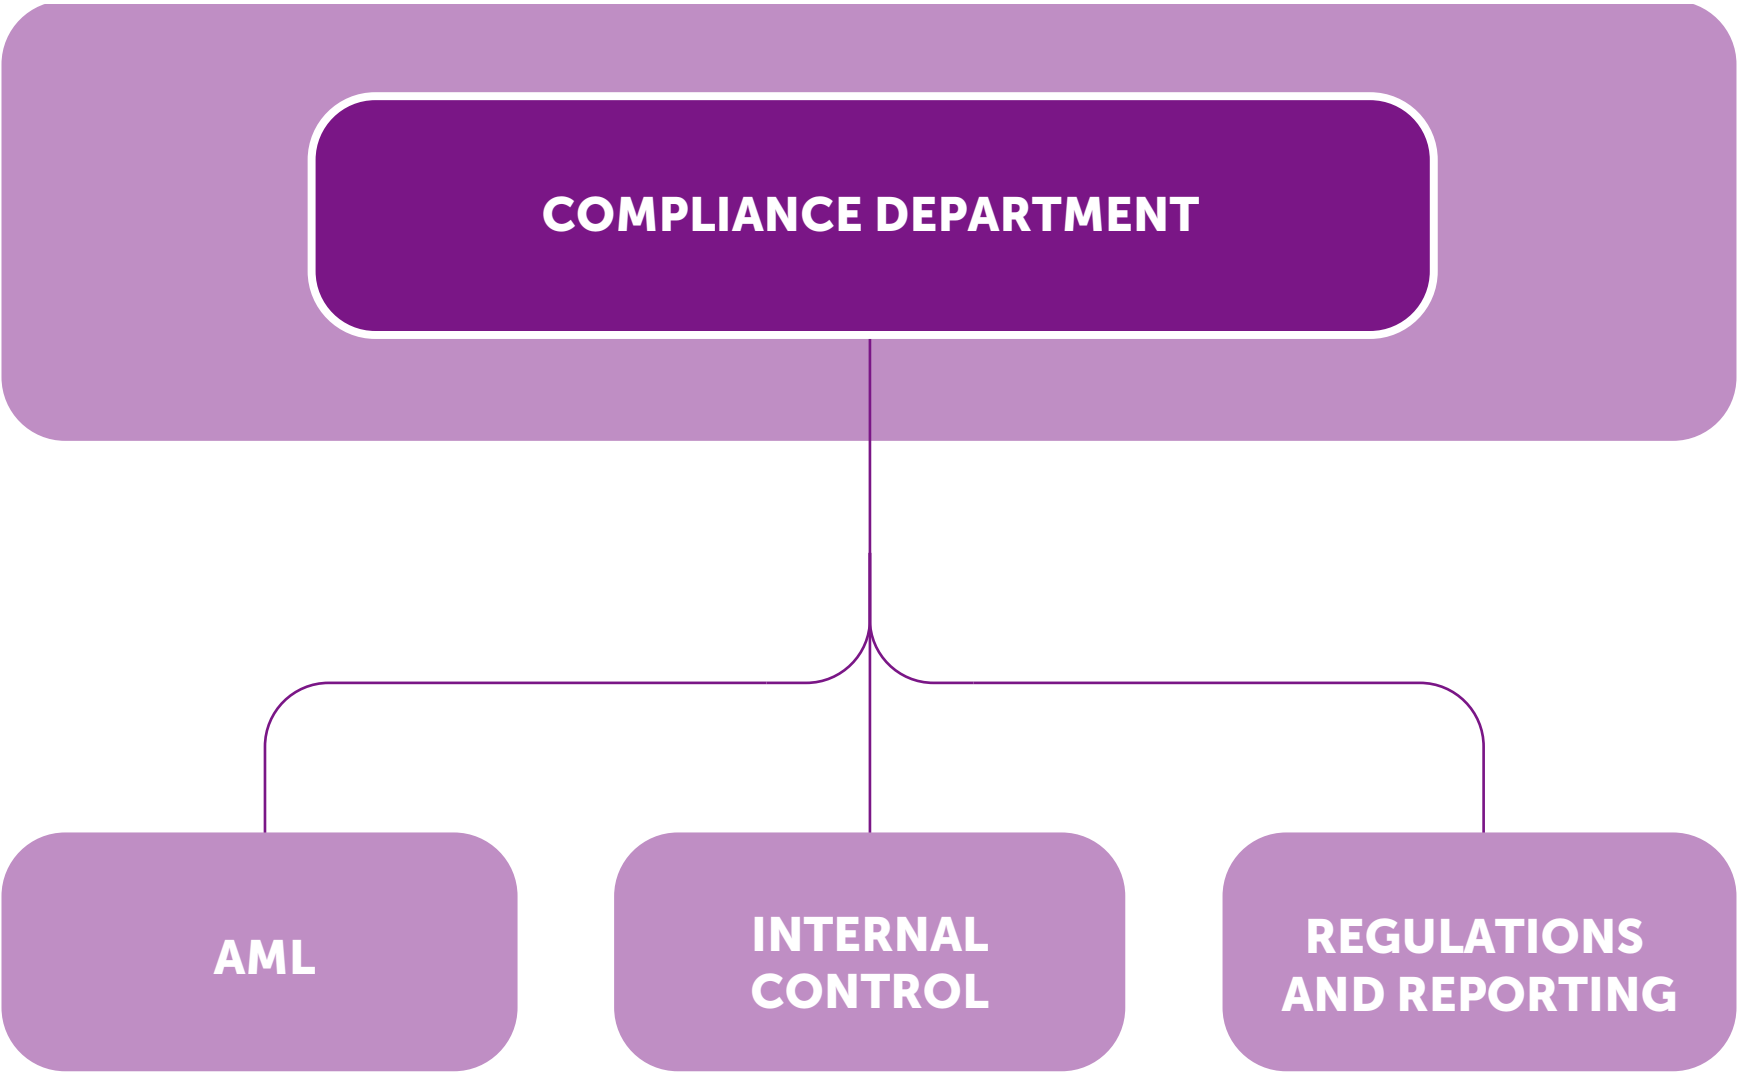 COMPLIANCE DEPARTMENT
AML
INTERNAL
CONTROL
REGULATIONS
AND REPORTING